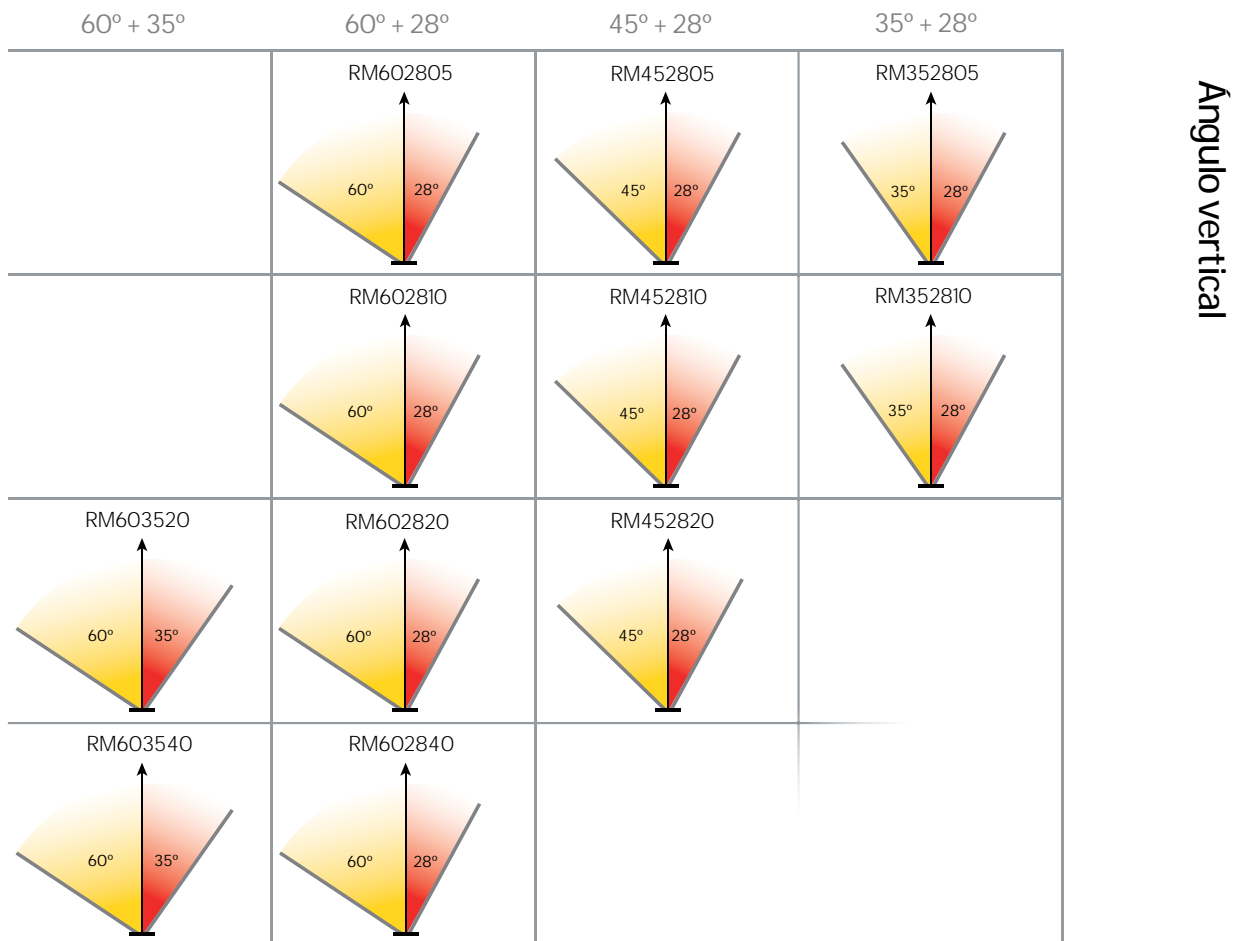 60º + 35º
60º + 28º
45º + 28º
35º + 28º
Ángulo vertical
RM602805
RM452805
RM352805
60º
28º
45º
28º
35º
28º
RM602810
RM452810
RM352810
60º
28º
45º
28º
35º
28º
RM603520
RM602820
RM452820
60º
35º
60º
28º
45º
28º
RM603540
RM602840
60º
35º
60º
28º